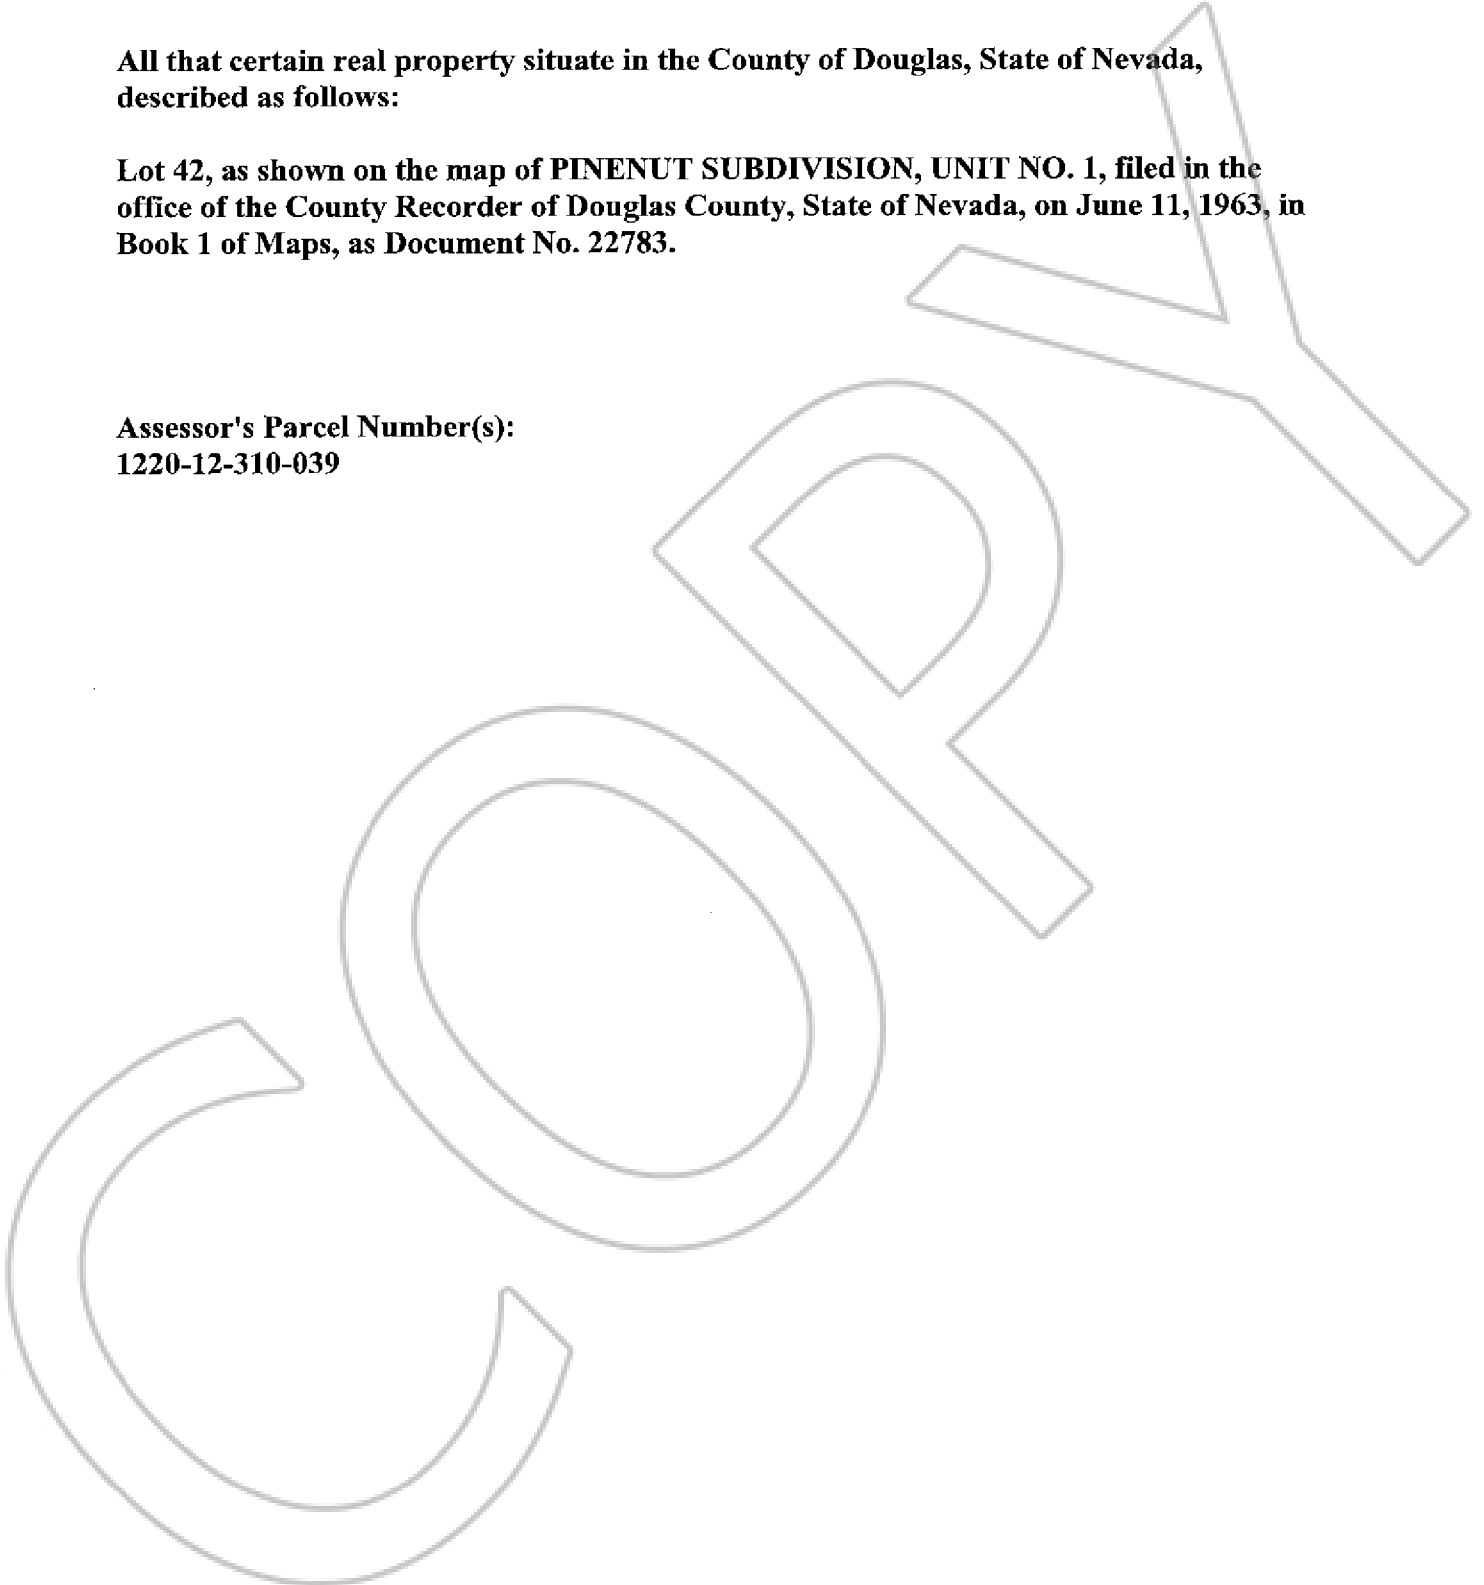 All that certain real property situate in the County of Douglas, State of Nevada,
described as follows:
Lot 42, as shown on the map of PINENUT SUBDIVISION, UNIT NO. 1, filed in the
office of the County Recorder of Douglas County, State of Nevada, on June 11, 1963, in
Book 1 of Maps, as Document No. 22783.
Assessor's Parcel Number(s):
1220-12-310-039
COPY